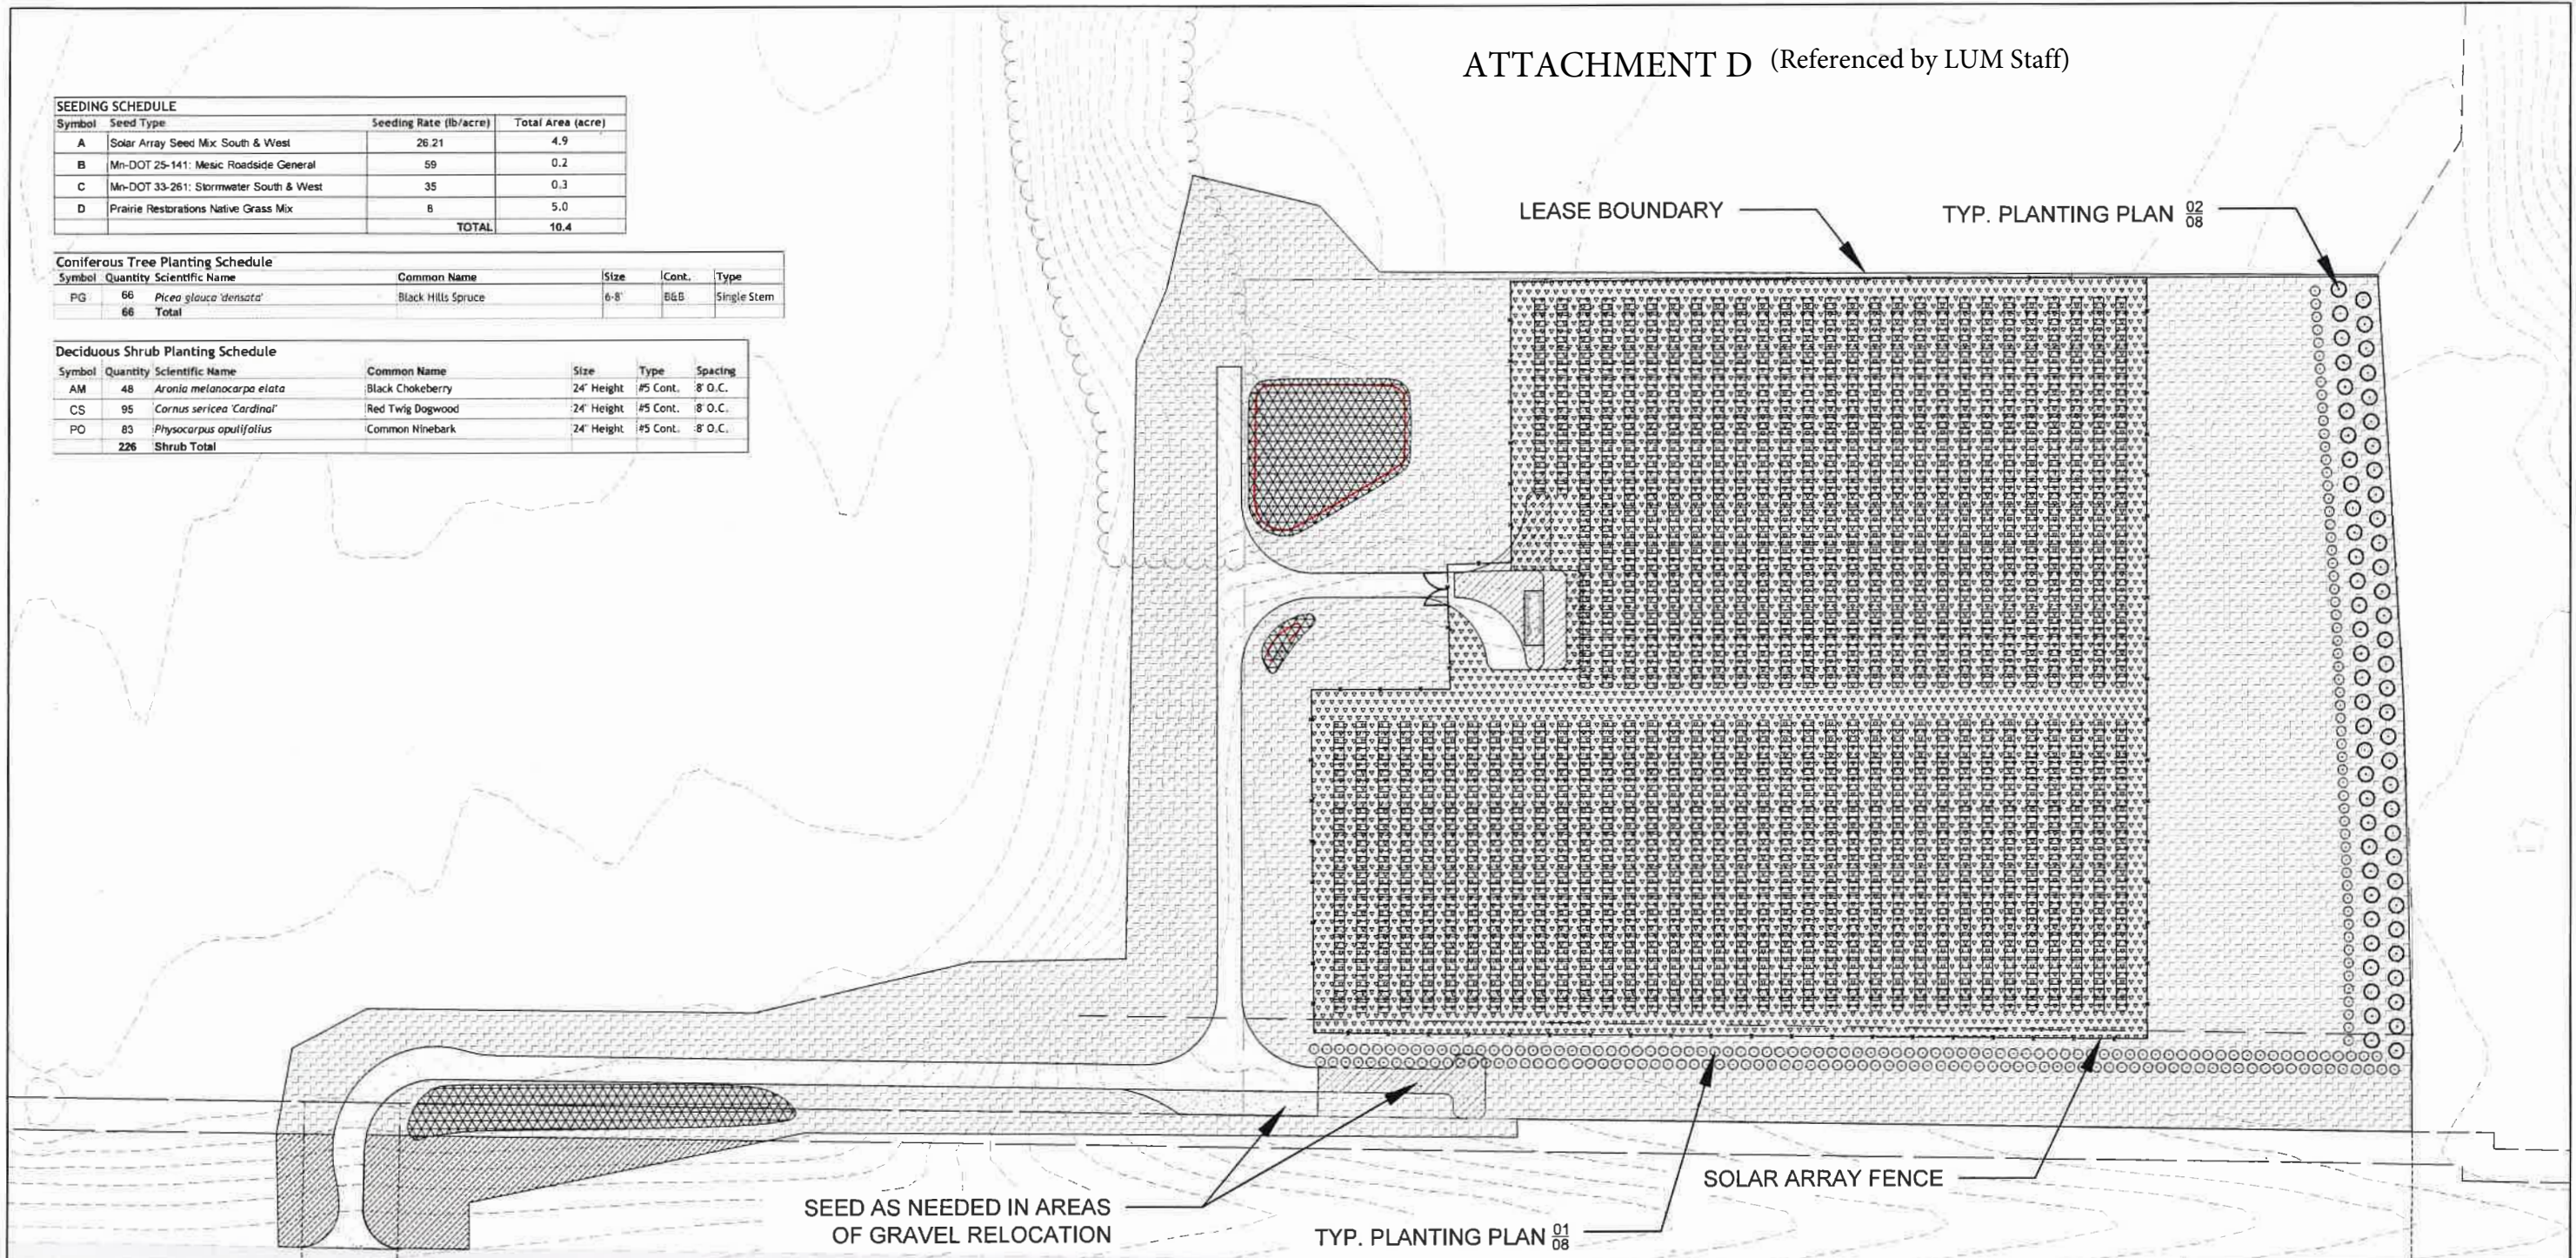 ATTACHMENT D (Referenced by LUM Staff)
SEEDING SCHEDULE
Symbol Seed Type Seeding Rate (lb/acre) Total Area (acre)
A Solar Array Seed Mix South & West 26.21 4.9
B Mn-DOT 25-141: Mesic Roadside General 59 0.2
C Mn-DOT 33-261: Stormwater South & West 35 0.3
D Prairie Restorations Native Grass Mix 8 5.0
TOTAL 10.4
Coniferous Tree Planting Schedule
Symbol Quantity Scientific Name Common Name Size Cont. Type
PG 66 Picea glauca 'densata' Black Hills Spruce 6-8' B&B Single Stem
66 Total
Deciduous Shrub Planting Schedule
Symbol Quantity Scientific Name Common Name Size Type Spacing
AM 48 Aronia melanocarpa elata Black Chokeberry 24" Height #5 Cont. 8' O.C.
CS 95 Cornus sericea 'Cardinal' Red Twig Dogwood 24" Height #5 Cont. 8' O.C.
PO 83 Physocarpus opulifolius Common Ninebark 24" Height #5 Cont. 8' O.C.
226 Shrub Total
LEASE BOUNDARY
TYP. PLANTING PLAN 02/08
SEED AS NEEDED IN AREAS
OF GRAVEL RELOCATION
TYP. PLANTING PLAN 01/08
SOLAR ARRAY FENCE